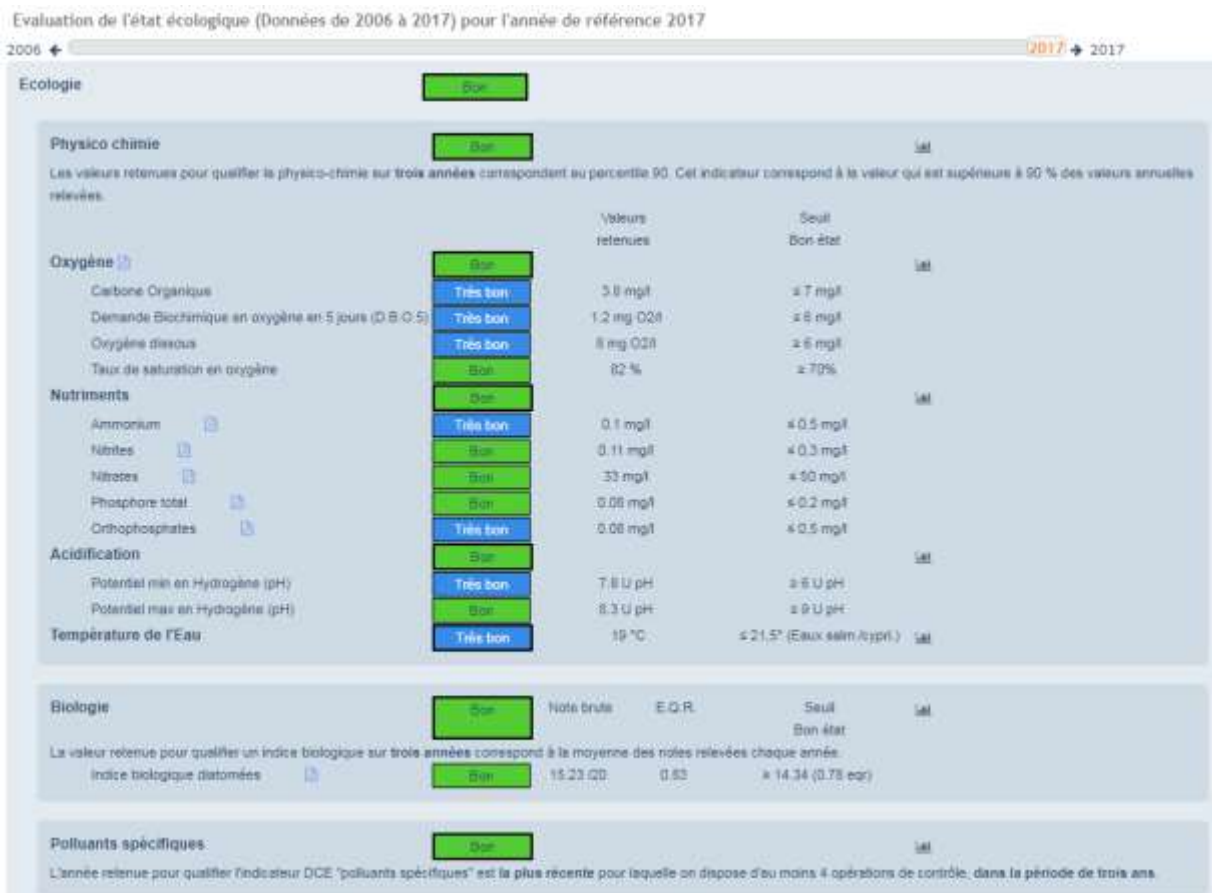 Evaluation de l'état écologique (Données de 2006 à 2017) pour l'année de référence 2017
2006 2017 2017
Ecologie Bon
Physico chimie Bon
Les valeurs retenues pour qualifier la physico-chimie sur trois années correspondent au percentile 90. Cet indicateur correspond à la valeur qui est supérieure à 90 % des valeurs annuelles
relevées.
Valeurs Seuil
retenues Bon état
Oxygène Bon
Carbone Organique Très bon 3.8 mg/l ≤ 7 mg/l
Demande Biochimique en oxygène en 5 jours (D.B.O.5) Très bon 1.2 mg O2/l ≤ 6 mg/l
Oxygène dissous Très bon 8 mg O2/l ≥ 6 mg/l
Taux de saturation en oxygène Bon 82 % ≥ 70%
Nutriments Bon
Ammonium Très bon 0.1 mg/l ≤ 0.5 mg/l
Nitrites Bon 0.11 mg/l ≤ 0.3 mg/l
Nitrates Bon 33 mg/l ≤ 50 mg/l
Phosphore total Bon 0.06 mg/l ≤ 0.2 mg/l
Orthophosphates Très bon 0.08 mg/l ≤ 0.5 mg/l
Acidification Bon
Potentiel min en Hydrogène (pH) Très bon 7.8 U pH ≥ 6 U pH
Potentiel max en Hydrogène (pH) Bon 8.3 U pH 9 U pH
Température de l'Eau Très bon 19 °C ≤ 21,5° (Eaux salm./cypri.)
Biologie Bon Note brute E.Q.R. Seuil
Bon état
La valeur retenue pour qualifier un indice biologique sur trois années correspond à la moyenne des notes relevées chaque année.
Indice biologique diatomées Bon 15.23 /20 ≥ 14.34 (0.78 eqr)
Polluants spécifiques Bon
L'année retenue pour qualifier l'indicateur DCE "polluants spécifiques" est la plus récente pour laquelle on dispose d'au moins 4 opérations de contrôle, dans la période de trois ans